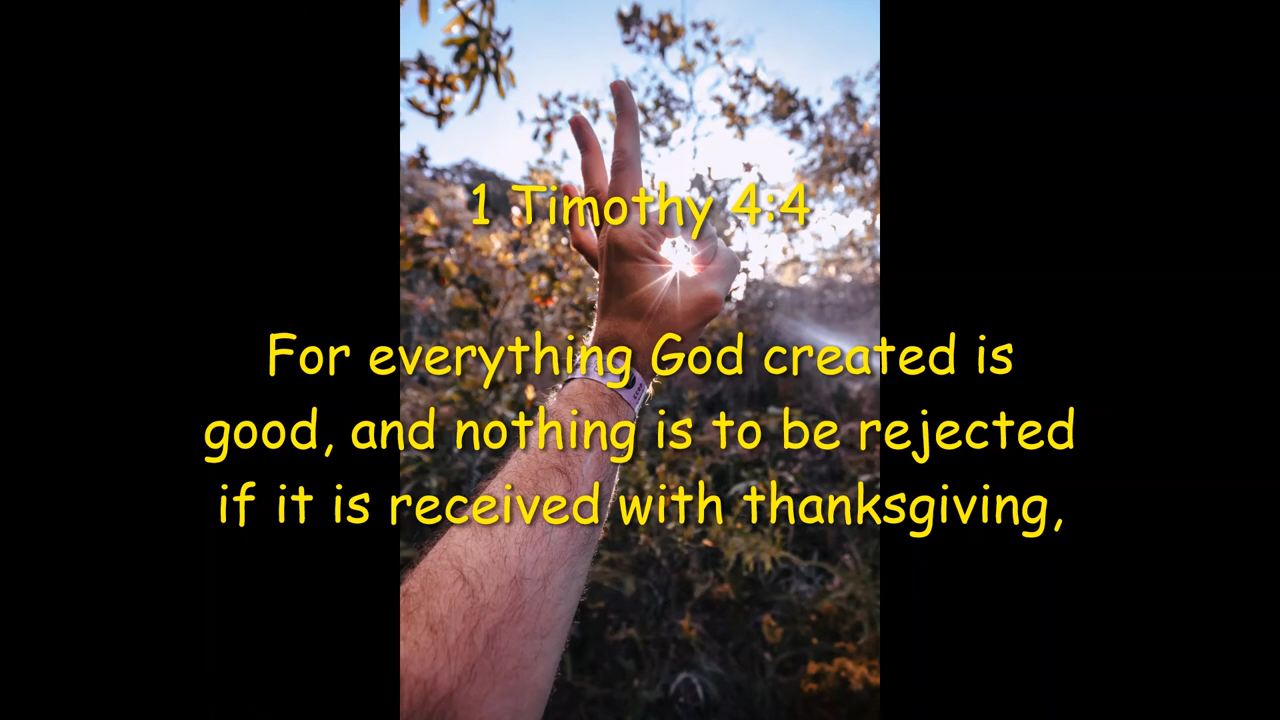 1 Timothy 4:4
For everything God created is
good, and nothing is to be rejected
if it is received with thanksgiving,